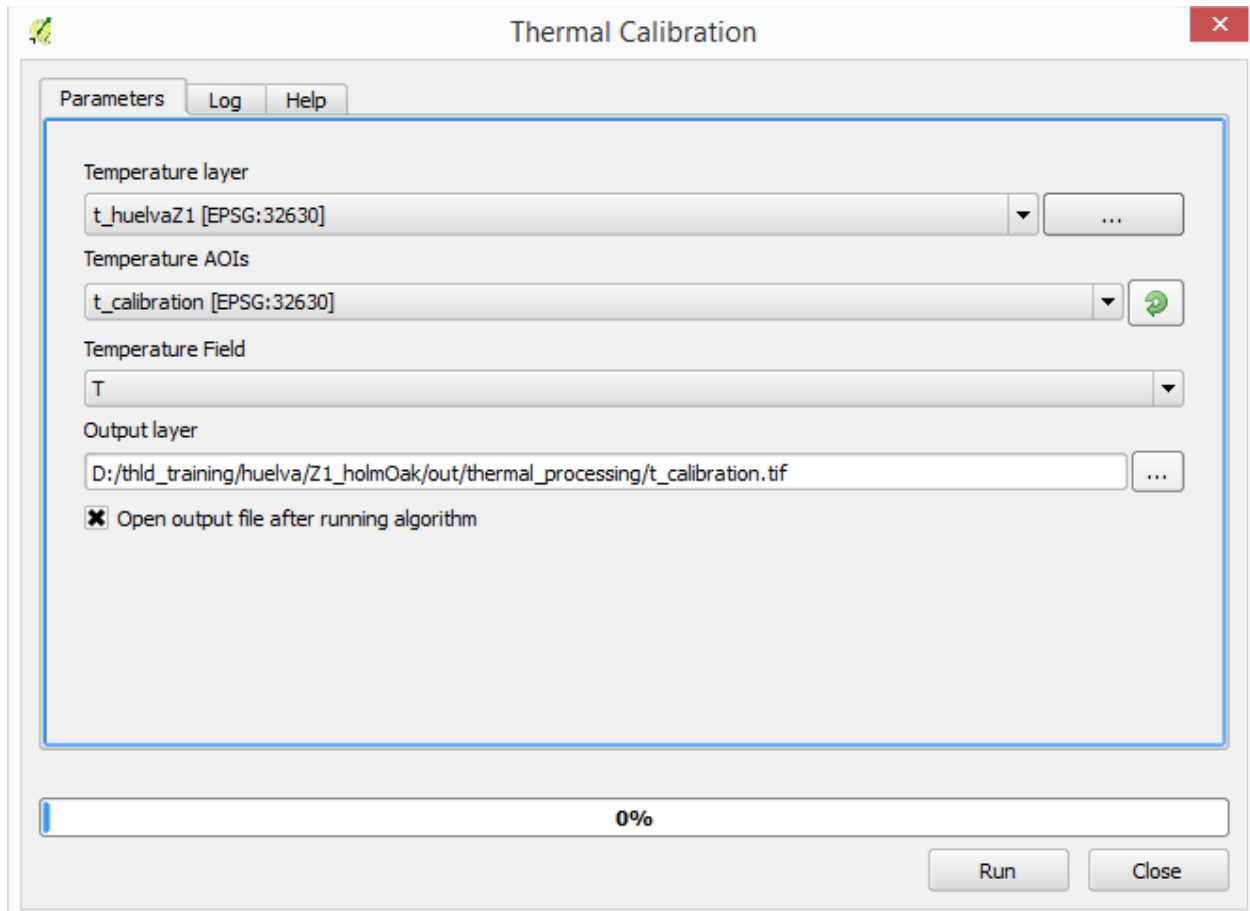 Thermal Calibration
Parameters Log Help
Temperature layer
t_huelvaZ1 [EPSG:32630] ...
Temperature AOIs
t_calibration [EPSG:32630]
Temperature Field
T
Output layer
D:/thld_training/huelva/Z1_holmOak/out/thermal_processing/t_calibration.tif ...
Open output file after running algorithm
0%
Run Close